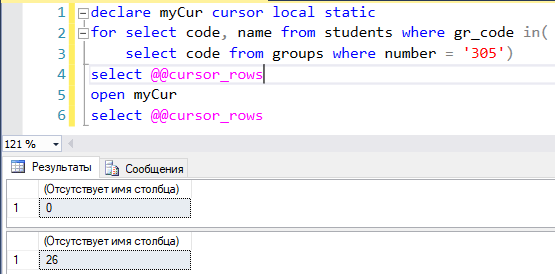 1 declare myCur cursor local static
2 for select code, name from students where gr_code in(
3 select code from groups where number = '305')
4 select @@cursor_rows
5 open myCur
6 select @@cursor_rows
121 %
Результаты Сообщения
(Отсутствует имя столбца)
1 0
(Отсутствует имя столбца)
1 26